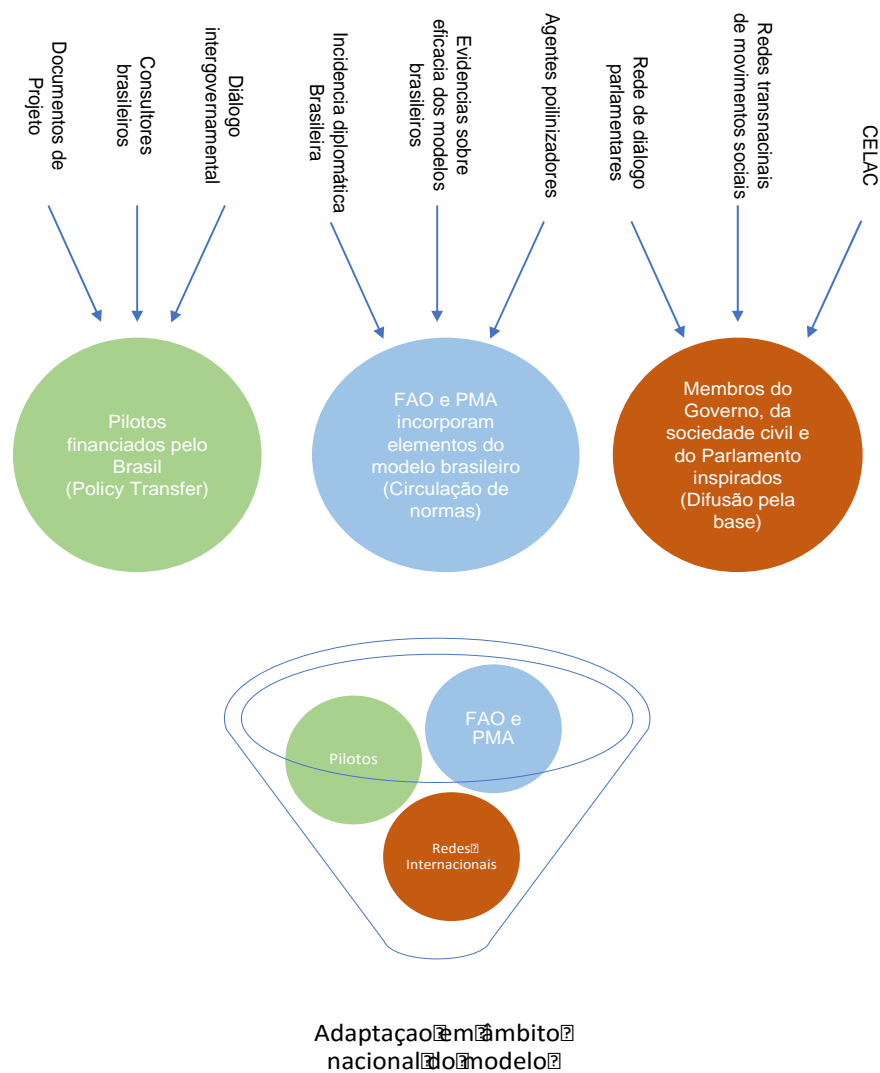 Documentos de
Projeto
Consultores
brasileiros
Diálogo
intergovernamental
Incidencia diplomática
Brasileira
Evidencias sobre
eficacia dos modelos
brasileiros
Agentes poilinizadores
Rede de diálogo
parlamentares
Redes transnacinais
de movimentos sociais
CELAC
Pilotos
financiados pelo
Brasil
(Policy Transfer)
FAO e PMA
incorporam
elementos do
modelo brasileiro
(Circulação de
normas)
Membros do
Governo, da
sociedade civil e
do Parlamento
inspirados
(Difusão pela
base)
Pilotos
FAO e
PMA
Redes
Internacionais
Adaptaçao em âmbito
nacional do modelo